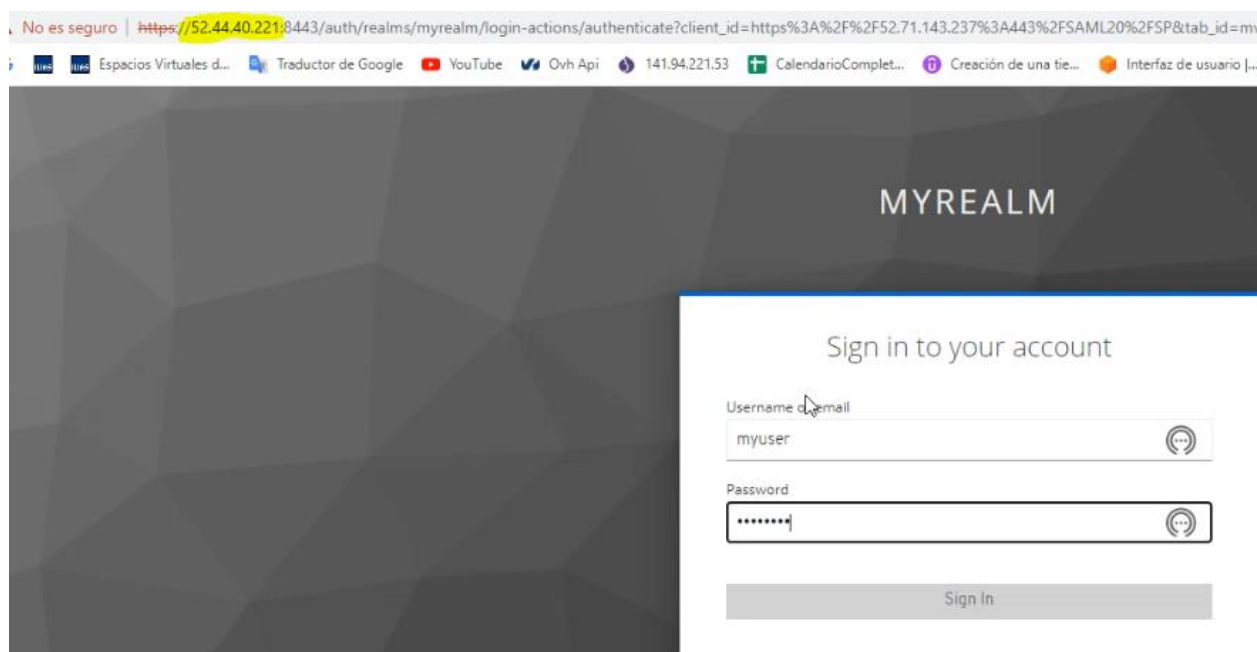 No es seguro | https://52.44.40.221:8443/auth/realms/myrealm/login-actions/authenticate?client_id=https%3A%2F%2F52.71.143.237%3A443%2FSAML20%2FSP&tab_id=mv
IUES IUES Espacios Virtuales d... Traductor de Google YouTube Ovh Api 141.94.221.53 CalendarioComplet... Creación de una tie... Interfaz de usuario |...
MYREALM
Sign in to your account
Username or email
myuser
Password
••••••••
Sign In